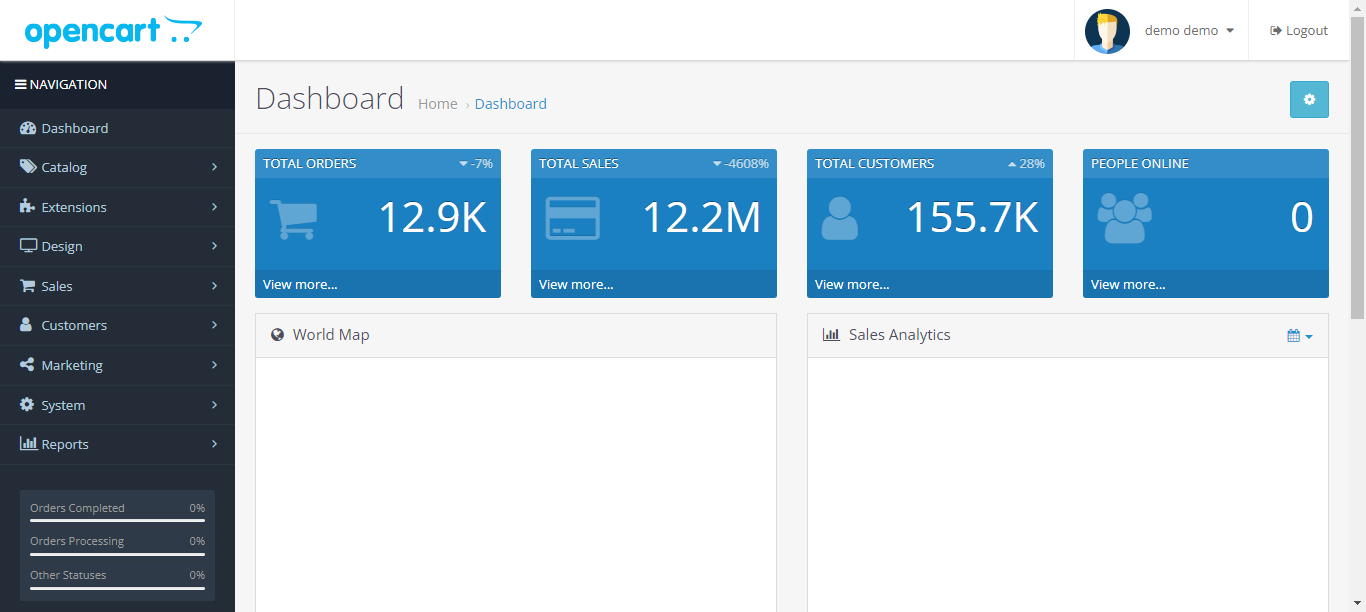 opencart
demo demo
Logout
NAVIGATION
Dashboard
Catalog
Extensions
Design
Sales
Customers
Marketing
System
Reports
Orders Completed 0%
Orders Processing 0%
Other Statuses 0%
Dashboard Home › Dashboard
TOTAL ORDERS -7%
12.9K
View more...
TOTAL SALES -4608%
12.2M
View more...
TOTAL CUSTOMERS 28%
155.7K
View more...
PEOPLE ONLINE
0
View more...
World Map
Sales Analytics